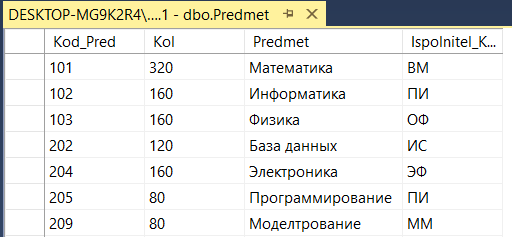 DESKTOP-MG9K2R4\....1 - dbo.Predmet
Kod_Pred Kol Predmet Ispolnitel_K...
101 320 Математика ВМ
102 160 Информатика ПИ
103 160 Физика ОФ
202 120 База данных ИС
204 160 Электроника ЭФ
205 80 Программирование ПИ
209 80 Моделтрование ММ